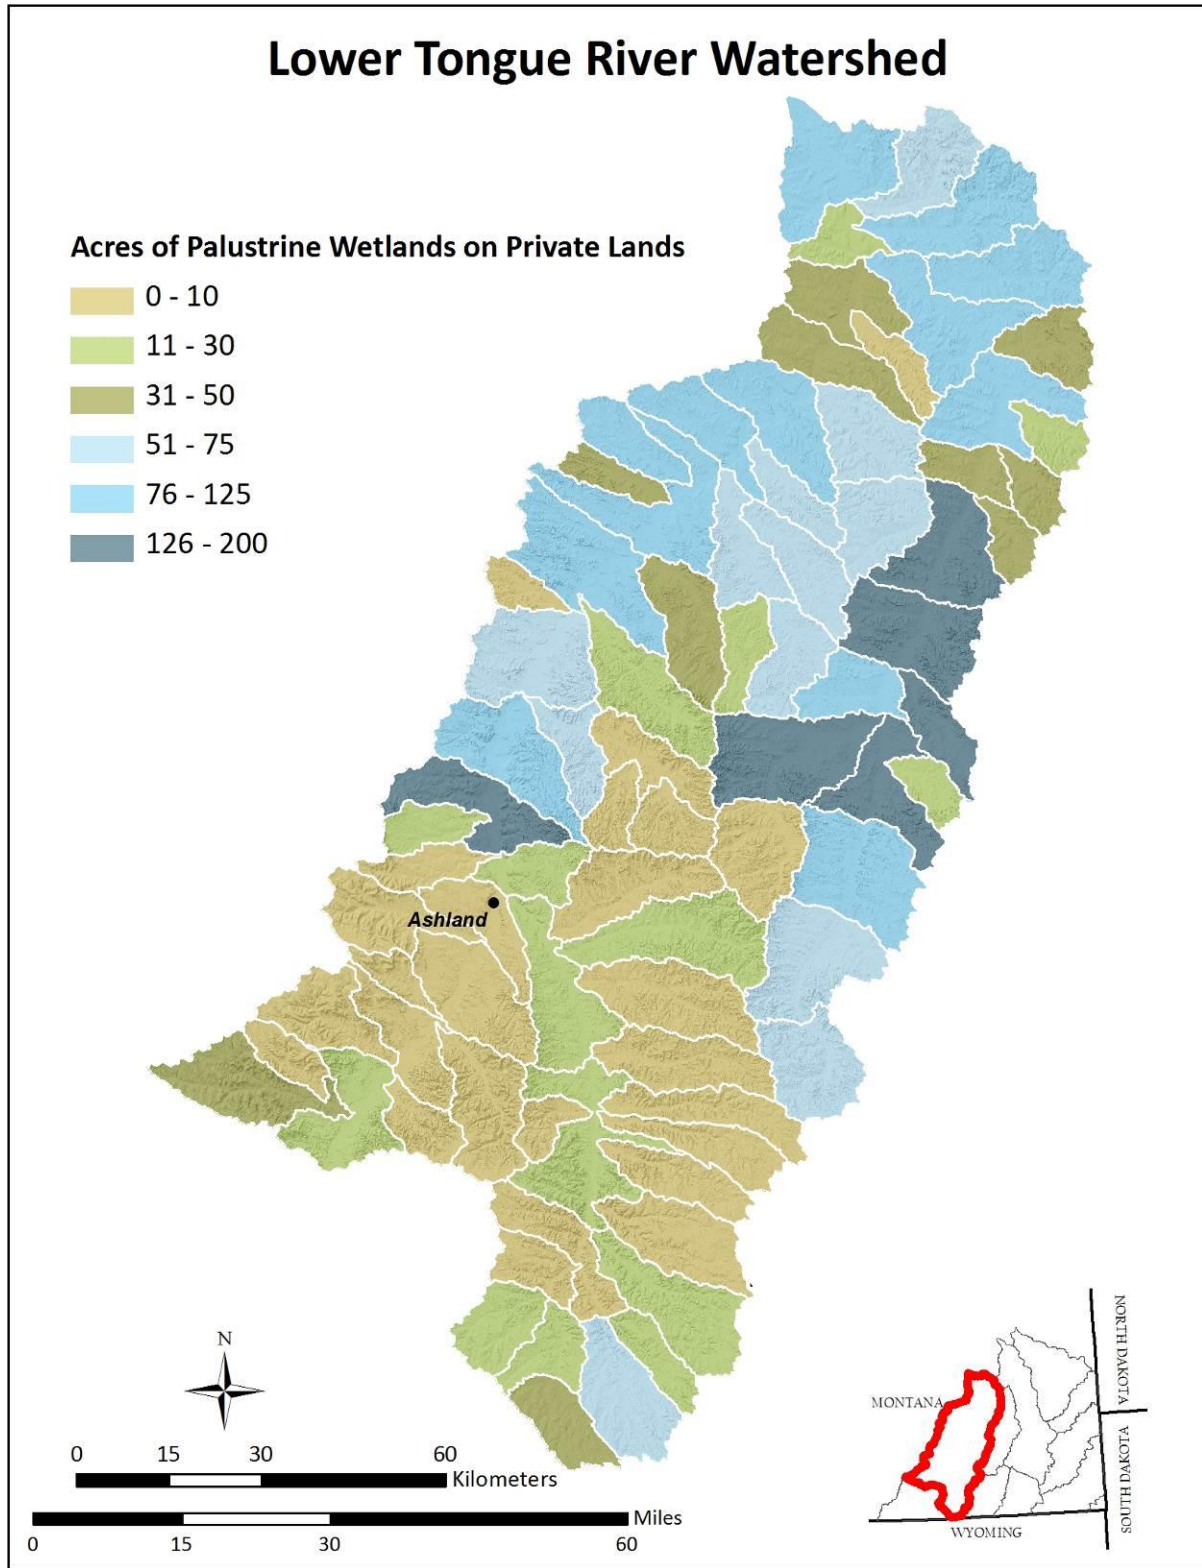 Lower Tongue River Watershed
Acres of Palustrine Wetlands on Private Lands
0 - 10
11 - 30
31 - 50
51 - 75
76 - 125
126 - 200
Ashland
N
0 15 30 60
Kilometers
Miles
0 15 30 60
MONTANA
NORTH DAKOTA
SOUTH DAKOTA
WYOMING